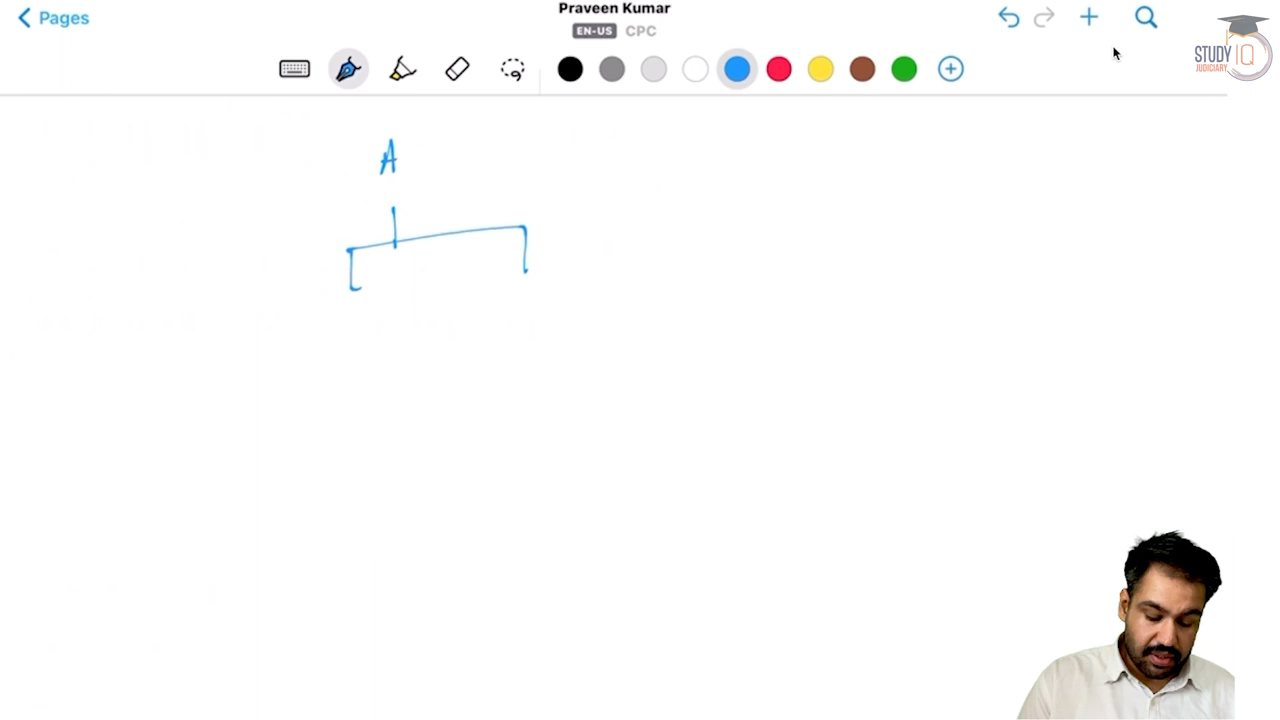 Pages
Praveen Kumar
EN-US CPC
STUDY IQ
JUDICIARY
A